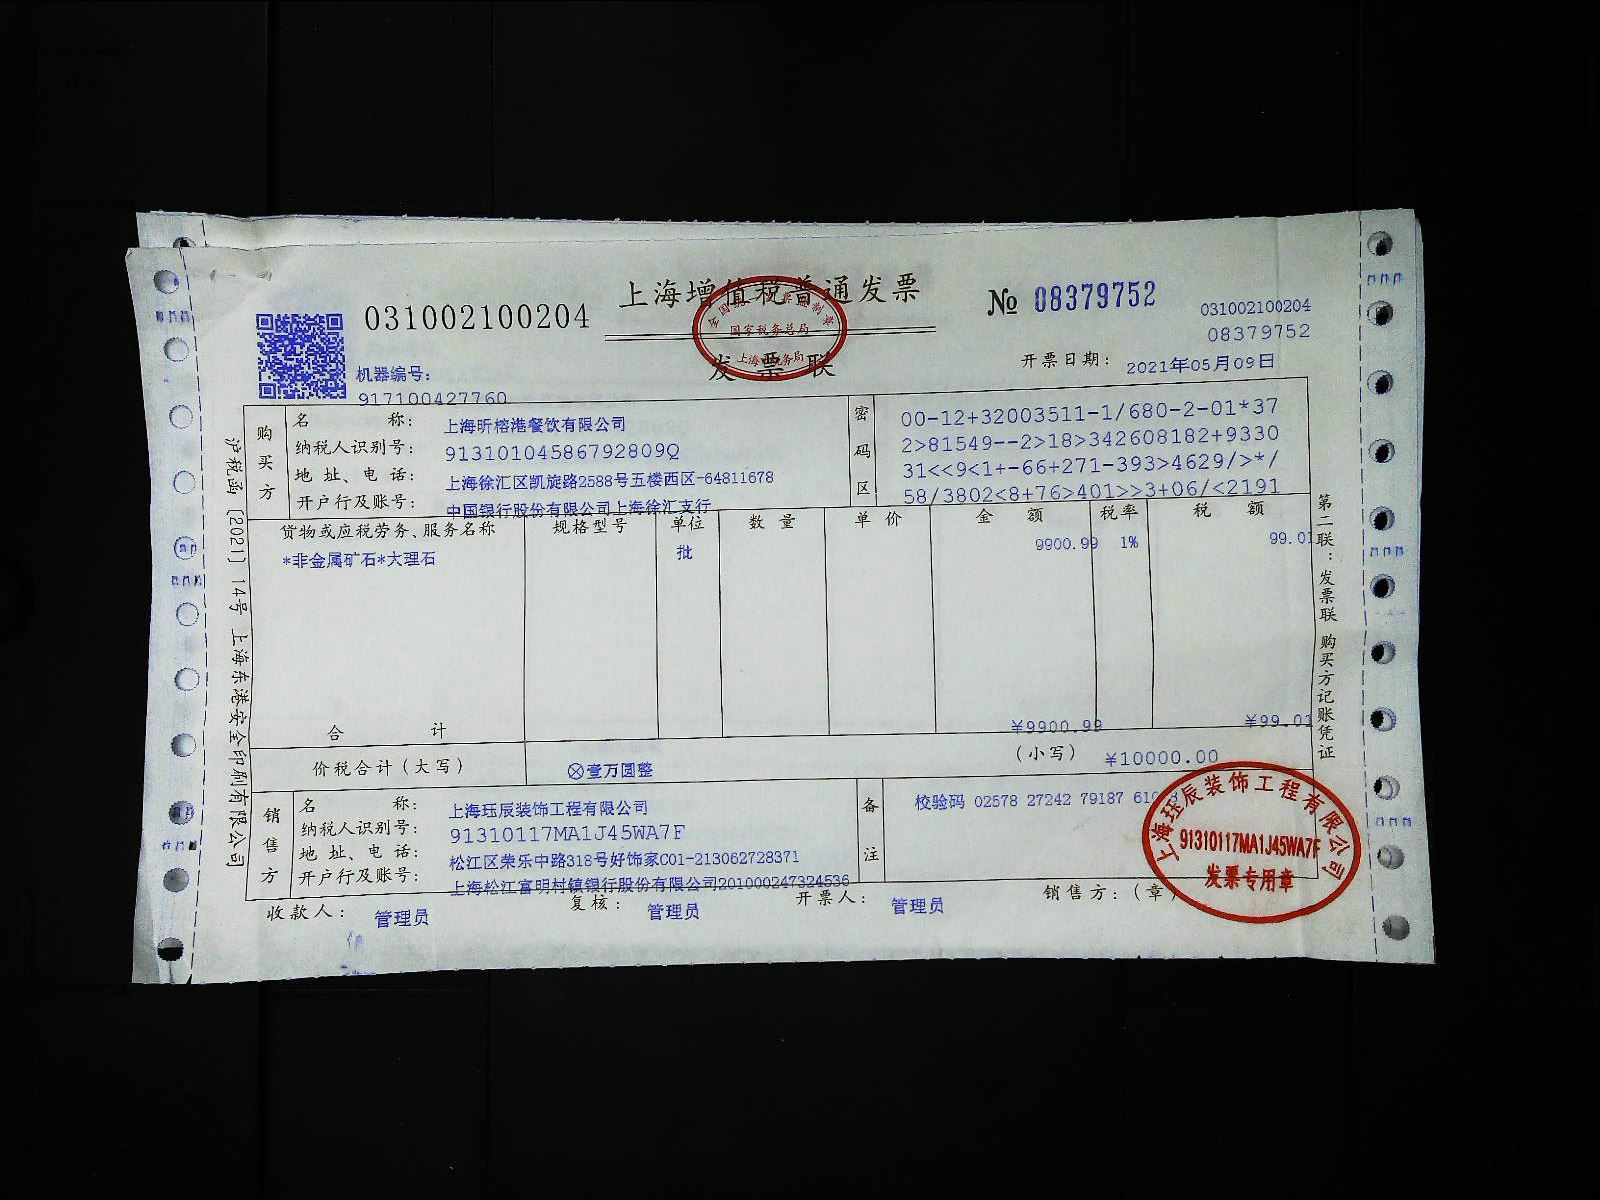 上海增值税普通发票
发票联
全国统一发票监制章
国家税务总局
上海市税务局
031002100204
№ 08379752
031002100204
08379752
机器编号:
917100427760
开票日期: 2021年05月09日
购买方
名称: 上海昕榕港餐饮有限公司
纳税人识别号: 91310104586792809Q
地址、电话: 上海徐汇区凯旋路2588号五楼西区-64811678
开户行及账号: 中国银行股份有限公司上海徐汇支行
密码区
00-12+32003511-1/680-2-01*37
2>81549--2>18>342608182+9330
31<<9<1+-66+271-393>4629/>*/
58/3802<8+76>401>>3+06/<2191
货物或应税劳务、服务名称 规格型号 单位 数量 单价 金额 税率 税额
*非金属矿石*大理石 批 9900.99 1% 99.01
合计 ¥9900.99 ¥99.01
价税合计(大写) ⊗壹万圆整 (小写) ¥10000.00
销售方
名称: 上海珏辰装饰工程有限公司
纳税人识别号: 91310117MA1J45WA7F
地址、电话: 松江区荣乐中路318号好饰家C01-213062728371
开户行及账号: 上海松江富明村镇银行股份有限公司201000247324536
备注
校验码 02578 27242 79187
收款人: 管理员 复核: 管理员 开票人: 管理员 销售方:(章)
上海珏辰装饰工程有限公司
91310117MA1J45WA7F
发票专用章
沪税函〔2021〕14号 上海东港安全印刷有限公司
第二联:发票联 购买方记账凭证